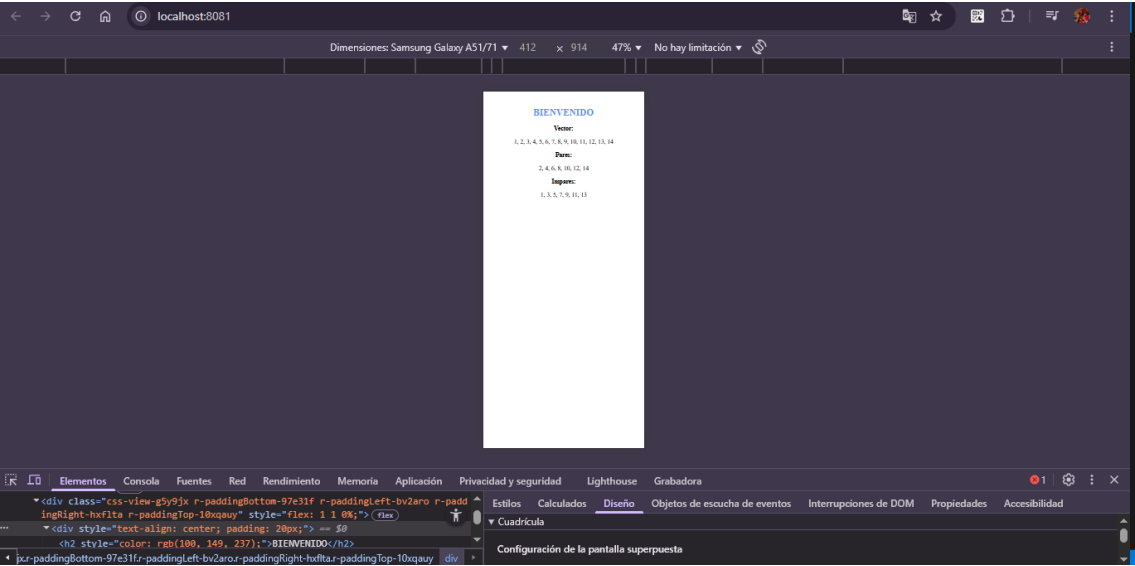 localhost:8081
Dimensiones: Samsung Galaxy A51/71 ▼ 412 x 914 47% ▼ No hay limitación ▼
BIENVENIDO
Vector:
1, 2, 3, 4, 5, 6, 7, 8, 9, 10, 11, 12, 13, 14
Pares:
2, 4, 6, 8, 10, 12, 14
Impares:
1, 3, 5, 7, 9, 11, 13
Elementos Consola Fuentes Red Rendimiento Memoria Aplicación Privacidad y seguridad Lighthouse Grabadora 1
▼<div class="css-view-g5y9jx r-paddingBottom-97e31f r-paddingLeft-bv2aro r-padd
ingRight-hxflta r-paddingTop-10xqauy" style="flex: 1 1 0%;"> flex
... ▼<div style="text-align: center; padding: 20px;"> == $0
<h2 style="color: rgb(100, 149, 237);">BIENVENIDO</h2>
jx.r-paddingBottom-97e31f.r-paddingLeft-bv2aro.r-paddingRight-hxflta.r-paddingTop-10xqauy div
Estilos Calculados Diseño Objetos de escucha de eventos Interrupciones de DOM Propiedades Accesibilidad
▼ Cuadrícula
Configuración de la pantalla superpuesta